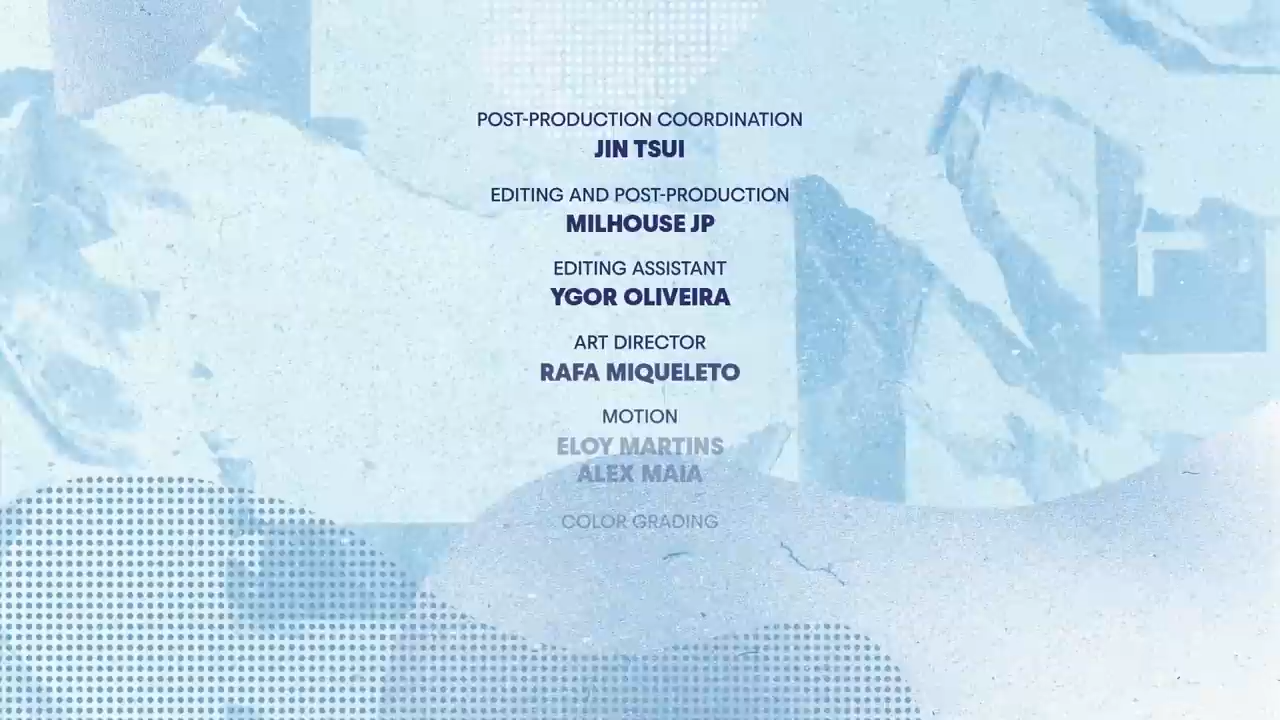 POST-PRODUCTION COORDINATION
JIN TSUI
EDITING AND POST-PRODUCTION
MILHOUSE JP
EDITING ASSISTANT
YGOR OLIVEIRA
ART DIRECTOR
RAFA MIQUELETO
MOTION
ELOY MARTINS
ALEX MAIA
COLOR GRADING